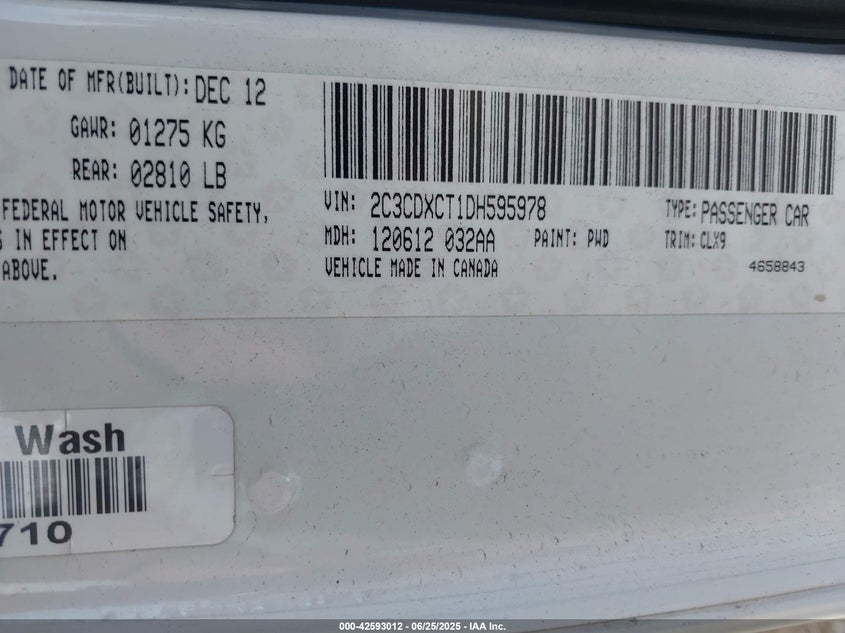 DATE OF MFR(BUILT): DEC 12
GAWR: 01275 KG
REAR: 02810 LB
FEDERAL MOTOR VEHICLE SAFETY,
IN EFFECT ON
ABOVE.
VIN: 2C3CDXCT1DH595978
TYPE: PASSENGER CAR
MDH: 120612 032AA
PAINT: PWD
TRIM: CLX9
VEHICLE MADE IN CANADA
4658843
Wash
710
000-42593012 - 06/25/2025 - IAA Inc.